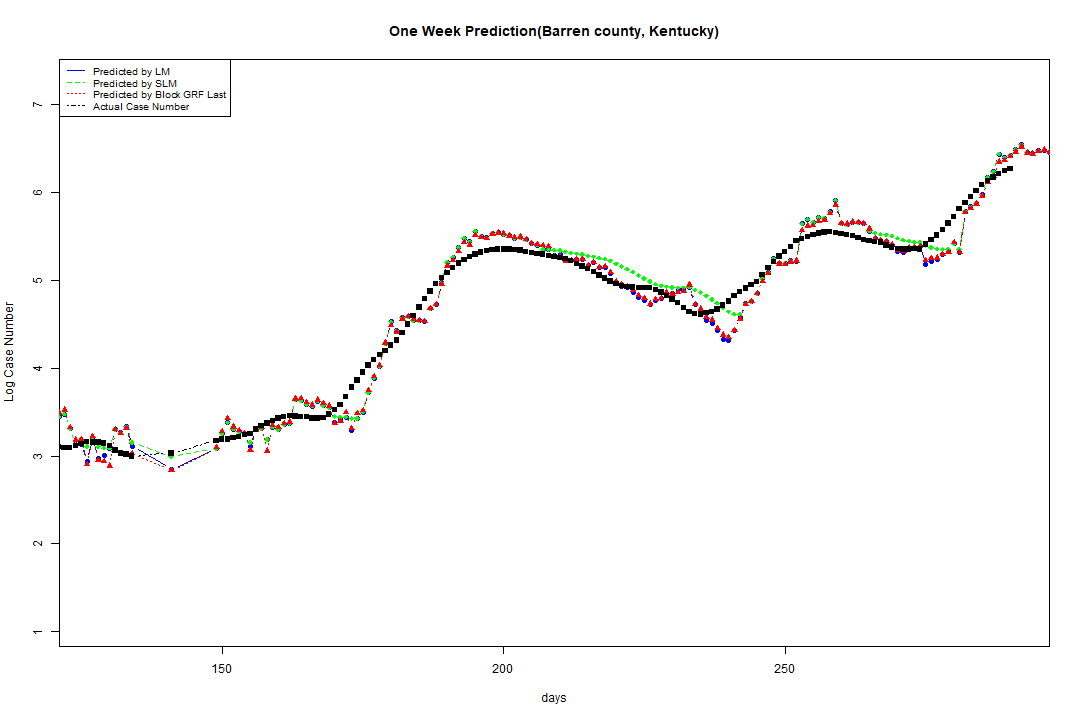 One Week Prediction(Barren county, Kentucky)
Predicted by LM
Predicted by SLM
Predicted by Block GRF Last
Actual Case Number
7
6
5
4
3
2
1
Log Case Number
150
200
250
days